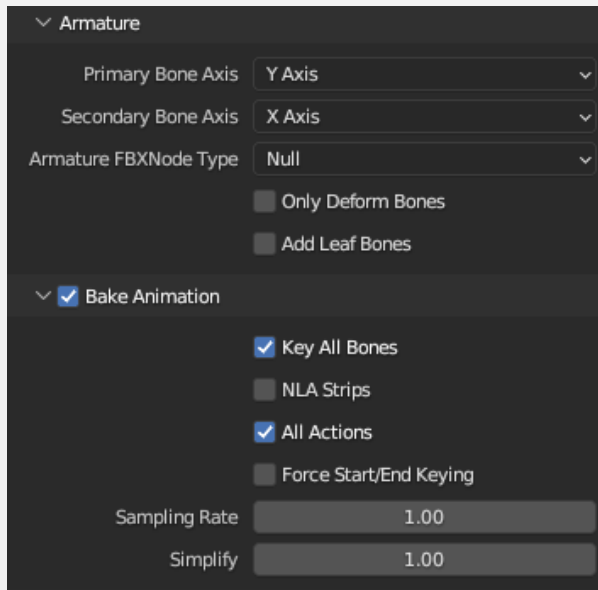 Armature
Primary Bone Axis Y Axis
Secondary Bone Axis X Axis
Armature FBXNode Type Null
Only Deform Bones
Add Leaf Bones
Bake Animation
Key All Bones
NLA Strips
All Actions
Force Start/End Keying
Sampling Rate 1.00
Simplify 1.00